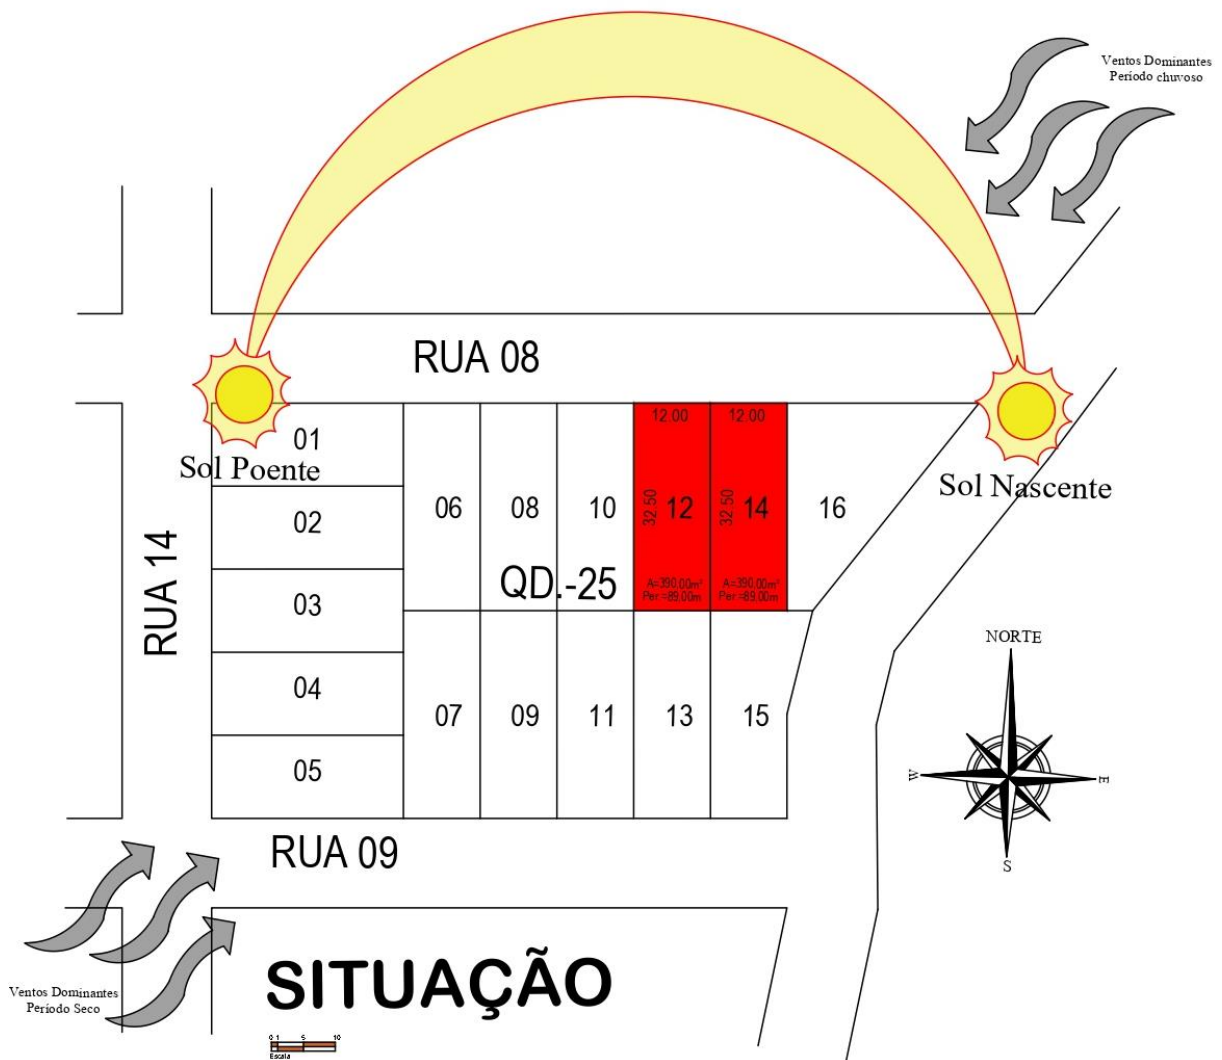 Ventos Dominantes
Período chuvoso
RUA 08
Sol Poente
Sol Nascente
RUA 14
01
02
03
04
05
06
08
10
12.00
32.50
12
A=390,00m²
Per.=89,00m
12.00
32.50
14
A=390,00m²
Per.=89,00m
16
QD.-25
07
09
11
13
15
NORTE
W
E
S
RUA 09
Ventos Dominantes
Período Seco
SITUAÇÃO
0 1 5 10
Escala